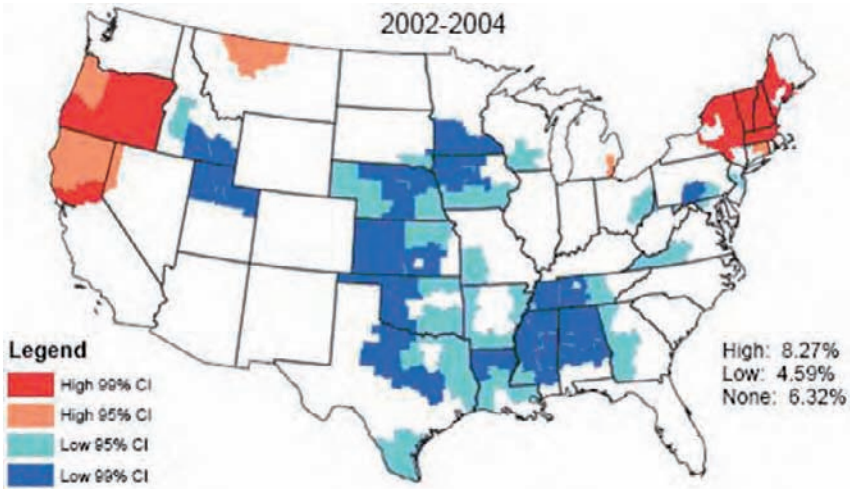 2002-2004
Legend
High 99% CI
High 95% CI
Low 95% CI
Low 99% CI
High: 8.27%
Low: 4.59%
None: 6.32%